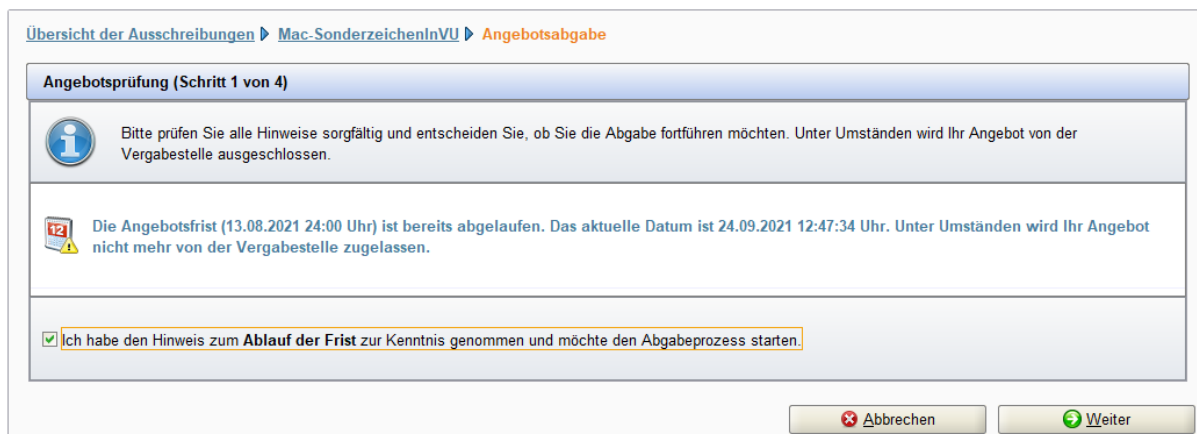 Übersicht der Ausschreibungen Mac-SonderzeichenInVU Angebotsabgabe
Angebotsprüfung (Schritt 1 von 4)
Bitte prüfen Sie alle Hinweise sorgfältig und entscheiden Sie, ob Sie die Abgabe fortführen möchten. Unter Umständen wird Ihr Angebot von der
Vergabestelle ausgeschlossen.
12
Die Angebotsfrist (13.08.2021 24:00 Uhr) ist bereits abgelaufen. Das aktuelle Datum ist 24.09.2021 12:47:34 Uhr. Unter Umständen wird Ihr Angebot
nicht mehr von der Vergabestelle zugelassen.
Ich habe den Hinweis zum Ablauf der Frist zur Kenntnis genommen und möchte den Abgabeprozess starten.
Abbrechen Weiter